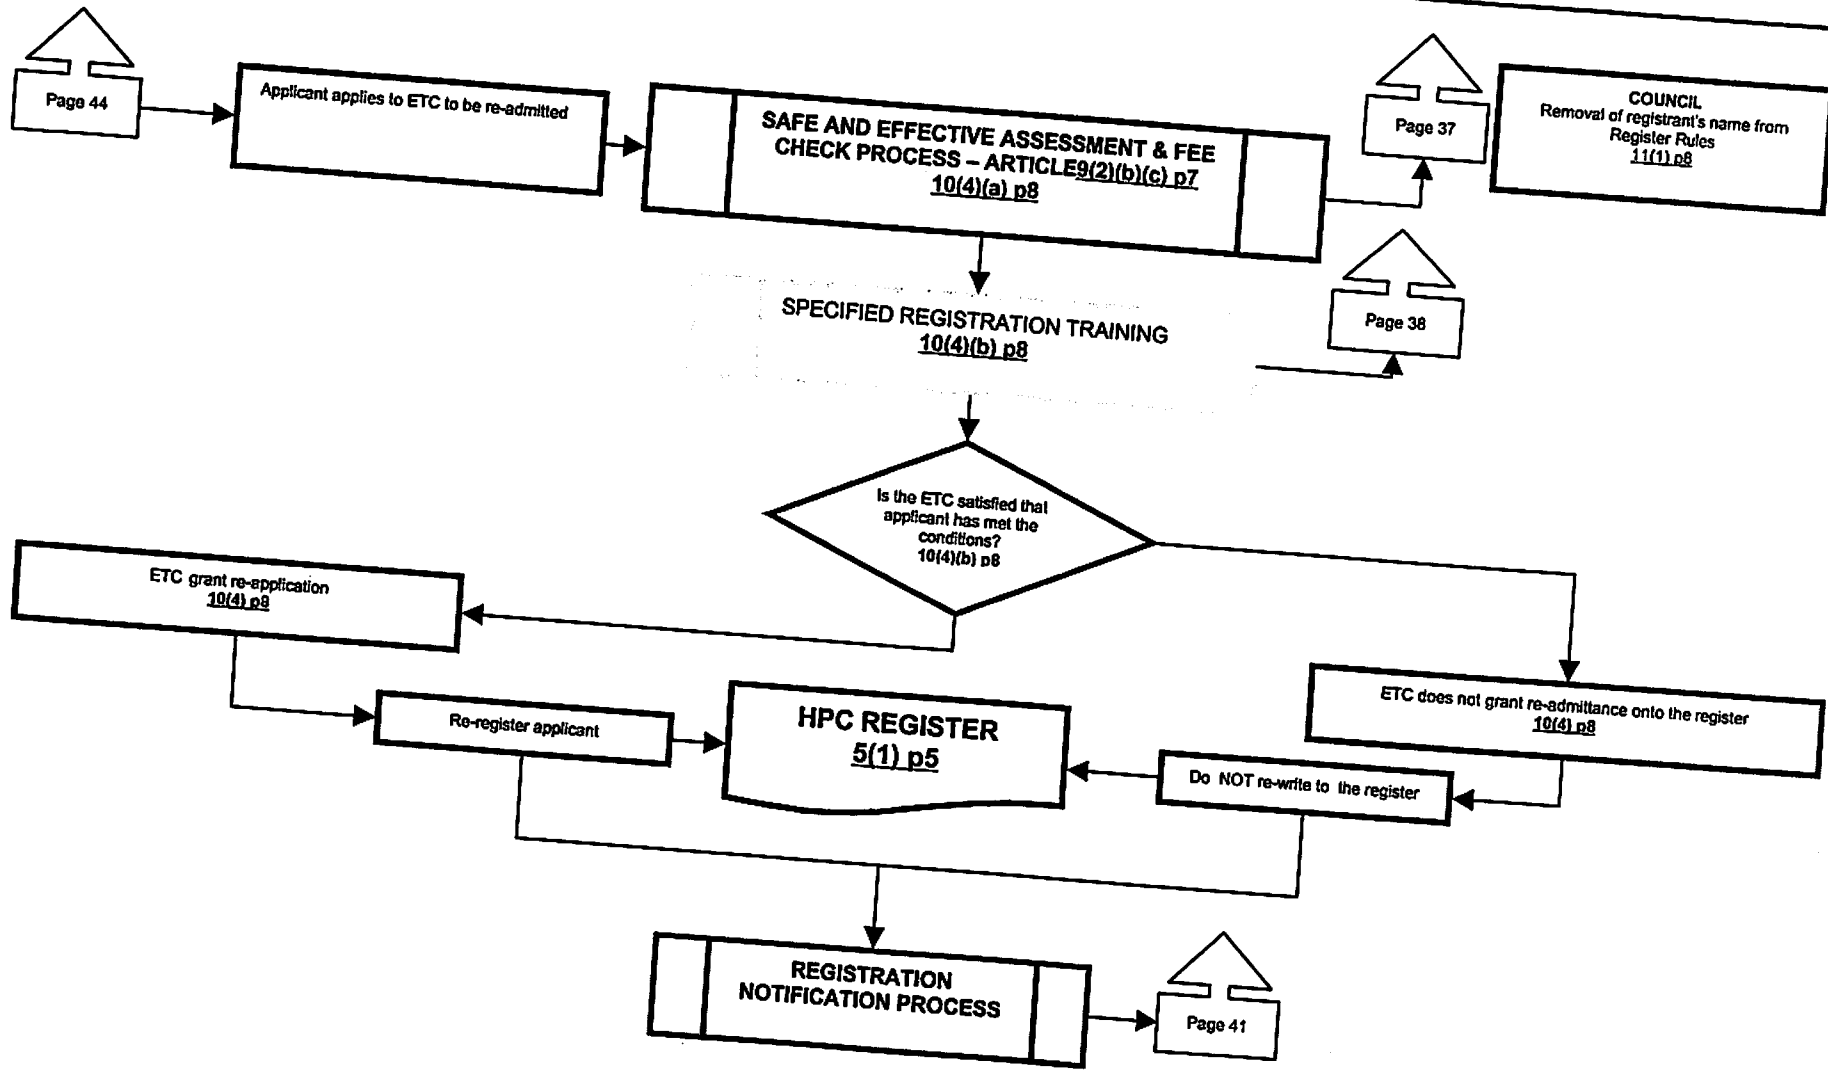 Page 44
Applicant applies to ETC to be re-admitted
SAFE AND EFFECTIVE ASSESSMENT & FEE
CHECK PROCESS – ARTICLE9(2)(b)(c) p7
10(4)(a) p8
Page 37
COUNCIL
Removal of registrant's name from
Register Rules
11(1) p8
SPECIFIED REGISTRATION TRAINING
10(4)(b) p8
Page 38
Is the ETC satisfied that
applicant has met the
conditions?
10(4)(b) p8
ETC grant re-application
10(4) p8
ETC does not grant re-admittance onto the register
10(4) p8
Re-register applicant
HPC REGISTER
5(1) p5
Do NOT re-write to the register
REGISTRATION
NOTIFICATION PROCESS
Page 41